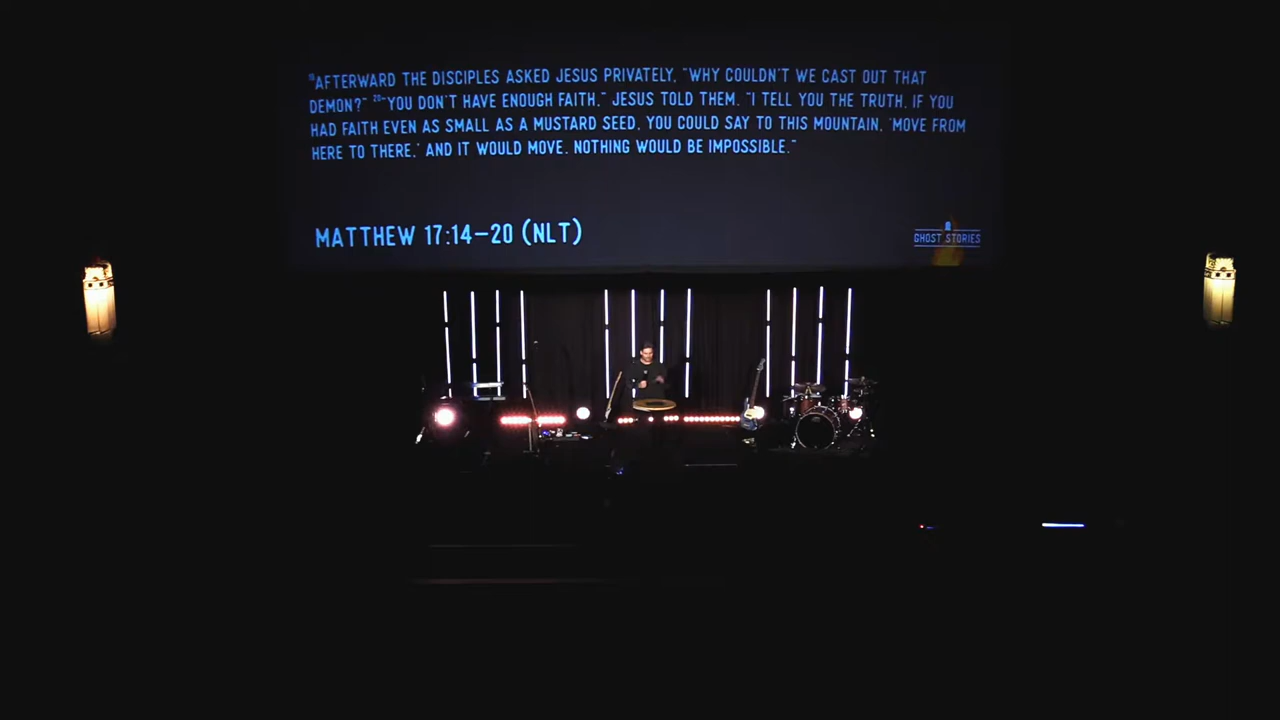 ¹⁹AFTERWARD THE DISCIPLES ASKED JESUS PRIVATELY, "WHY COULDN'T WE CAST OUT THAT
DEMON?" ²⁰"YOU DON'T HAVE ENOUGH FAITH," JESUS TOLD THEM. "I TELL YOU THE TRUTH, IF YOU
HAD FAITH EVEN AS SMALL AS A MUSTARD SEED, YOU COULD SAY TO THIS MOUNTAIN, 'MOVE FROM
HERE TO THERE,' AND IT WOULD MOVE. NOTHING WOULD BE IMPOSSIBLE."
MATTHEW 17:14–20 (NLT)
GHOST STORIES